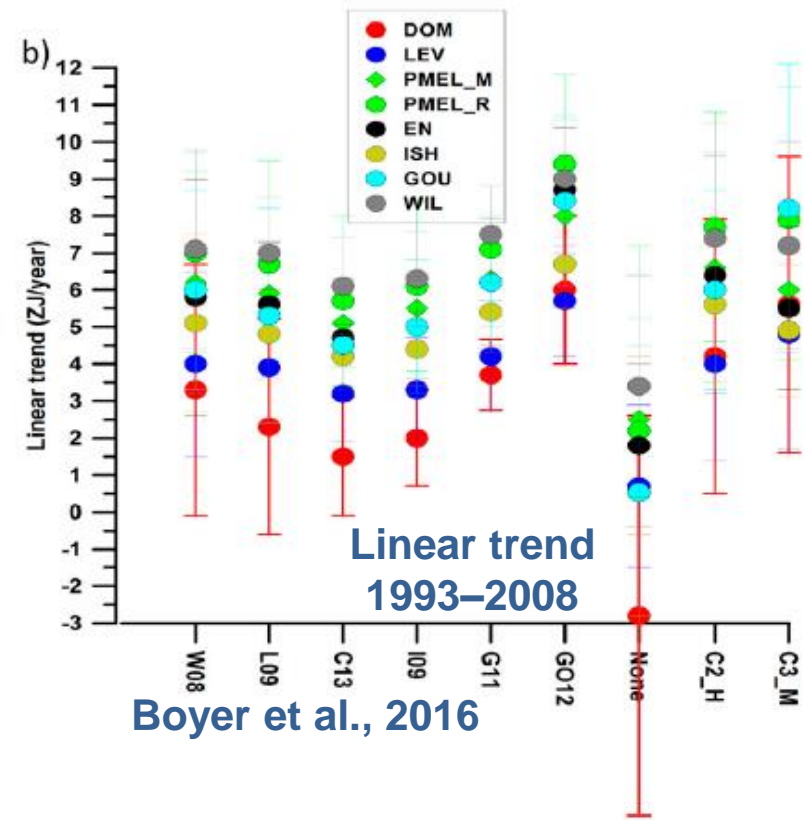 b)
DOM
LEV
PMEL_M
PMEL_R
EN
ISH
GOU
WIL
12
11
10
9
8
7
6
5
4
3
2
1
0
-1
-2
-3
Linear trend (ZJ/year)
Linear trend
1993–2008
W08
L09
C13
I09
G11
GO12
None
C2_H
C3_M
Boyer et al., 2016